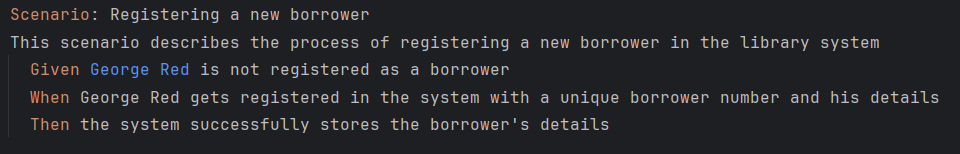 Scenario: Registering a new borrower
This scenario describes the process of registering a new borrower in the library system
Given George Red is not registered as a borrower
When George Red gets registered in the system with a unique borrower number and his details
Then the system successfully stores the borrower's details